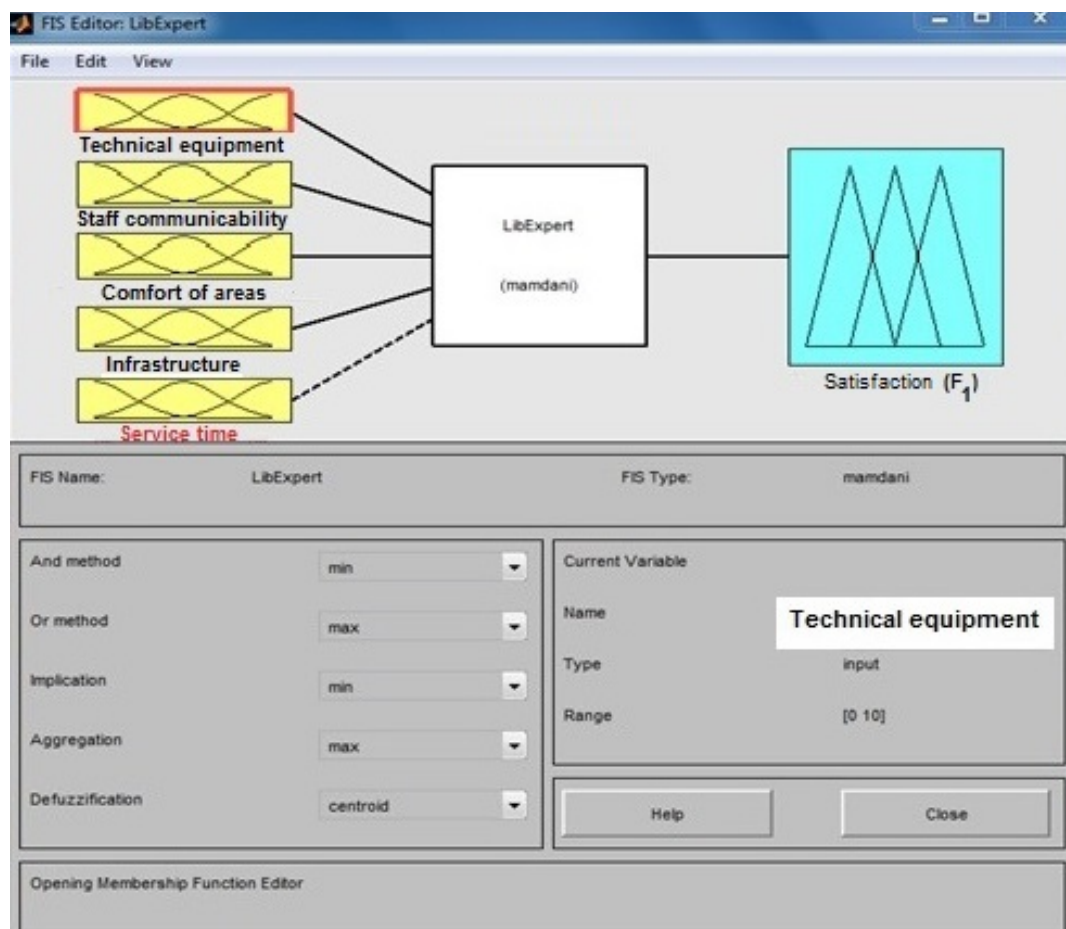 FIS Editor: LibExpert
File Edit View
Technical equipment
Staff communicability
Comfort of areas
Infrastructure
Service time
LibExpert
(mamdani)
Satisfaction (F1)
FIS Name: LibExpert FIS Type: mamdani
And method min
Or method max
Implication min
Aggregation max
Defuzzification centroid
Current Variable
Name Technical equipment
Type input
Range [0 10]
Help Close
Opening Membership Function Editor